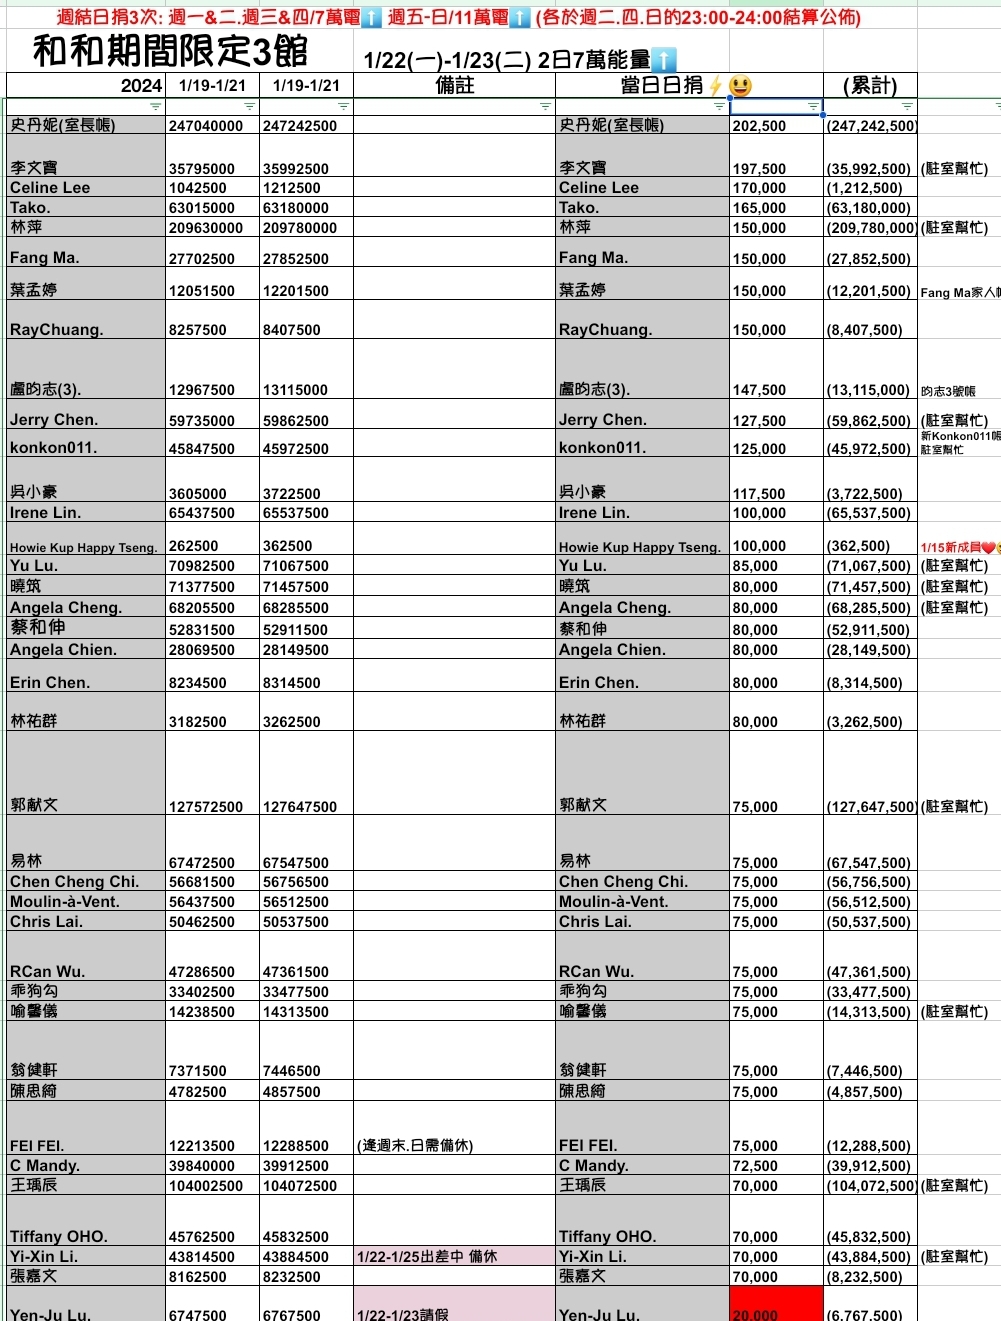 週結日捐3次: 週一&二.週三&四/7萬電⬆️ 週五-日/11萬電⬆️ (各於週二.四.日的23:00-24:00結算公佈)
和和期間限定3館 1/22(一)-1/23(二) 2日7萬能量⬆️
2024 1/19-1/21 1/19-1/21 備註 當日日捐⚡😃 (累計)
史丹妮(室長帳) 247040000 247242500 史丹妮(室長帳) 202,500 (247,242,500)
李文寶 35795000 35992500 李文寶 197,500 (35,992,500) (駐室幫忙)
Celine Lee 1042500 1212500 Celine Lee 170,000 (1,212,500)
Tako. 63015000 63180000 Tako. 165,000 (63,180,000)
林萍 209630000 209780000 林萍 150,000 (209,780,000) (駐室幫忙)
Fang Ma. 27702500 27852500 Fang Ma. 150,000 (27,852,500)
葉孟婷 12051500 12201500 葉孟婷 150,000 (12,201,500) Fang Ma家人
RayChuang. 8257500 8407500 RayChuang. 150,000 (8,407,500)
盧昀志(3). 12967500 13115000 盧昀志(3). 147,500 (13,115,000) 昀志3號帳
Jerry Chen. 59735000 59862500 Jerry Chen. 127,500 (59,862,500) (駐室幫忙)
新Konkon011帳
konkon011. 45847500 45972500 konkon011. 125,000 (45,972,500) 駐室幫忙
吳小豪 3605000 3722500 吳小豪 117,500 (3,722,500)
Irene Lin. 65437500 65537500 Irene Lin. 100,000 (65,537,500)
Howie Kup Happy Tseng. 262500 362500 Howie Kup Happy Tseng. 100,000 (362,500) 1/15新成員❤️
Yu Lu. 70982500 71067500 Yu Lu. 85,000 (71,067,500) (駐室幫忙)
曉筑 71377500 71457500 曉筑 80,000 (71,457,500) (駐室幫忙)
Angela Cheng. 68205500 68285500 Angela Cheng. 80,000 (68,285,500) (駐室幫忙)
蔡和伸 52831500 52911500 蔡和伸 80,000 (52,911,500)
Angela Chien. 28069500 28149500 Angela Chien. 80,000 (28,149,500)
Erin Chen. 8234500 8314500 Erin Chen. 80,000 (8,314,500)
林祐群 3182500 3262500 林祐群 80,000 (3,262,500)
郭献文 127572500 127647500 郭献文 75,000 (127,647,500) (駐室幫忙)
易林 67472500 67547500 易林 75,000 (67,547,500)
Chen Cheng Chi. 56681500 56756500 Chen Cheng Chi. 75,000 (56,756,500)
Moulin-à-Vent. 56437500 56512500 Moulin-à-Vent. 75,000 (56,512,500)
Chris Lai. 50462500 50537500 Chris Lai. 75,000 (50,537,500)
RCan Wu. 47286500 47361500 RCan Wu. 75,000 (47,361,500)
乖狗勾 33402500 33477500 乖狗勾 75,000 (33,477,500)
喻馨儀 14238500 14313500 喻馨儀 75,000 (14,313,500) (駐室幫忙)
翁健軒 7371500 7446500 翁健軒 75,000 (7,446,500)
陳思綺 4782500 4857500 陳思綺 75,000 (4,857,500)
FEI FEI. 12213500 12288500 (逢週末.日需備休) FEI FEI. 75,000 (12,288,500)
C Mandy. 39840000 39912500 C Mandy. 72,500 (39,912,500)
王瑀辰 104002500 104072500 王瑀辰 70,000 (104,072,500) (駐室幫忙)
Tiffany OHO. 45762500 45832500 Tiffany OHO. 70,000 (45,832,500)
Yi-Xin Li. 43814500 43884500 1/22-1/25出差中 備休 Yi-Xin Li. 70,000 (43,884,500) (駐室幫忙)
張嘉文 8162500 8232500 張嘉文 70,000 (8,232,500)
Yen-Ju Lu. 6747500 6767500 1/22-1/23請假 Yen-Ju Lu. 20,000 (6,767,500)